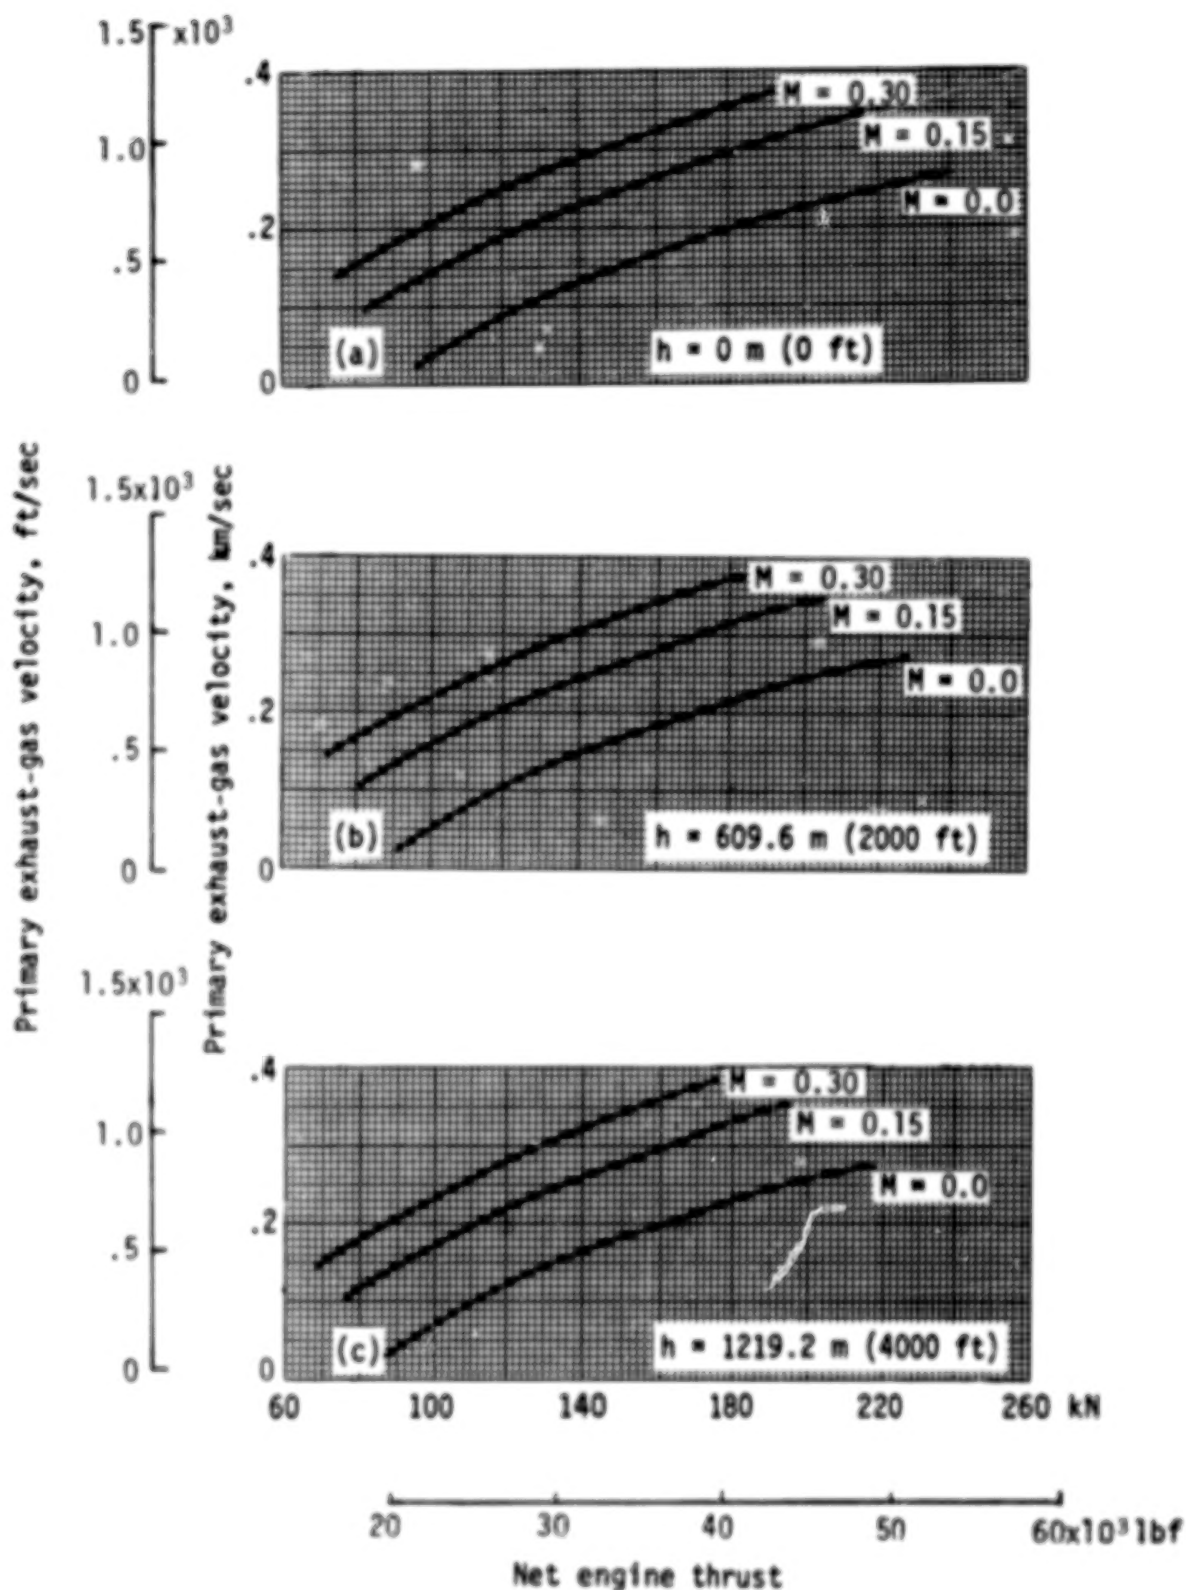 1.5 x10³
.4
1.0
.2
.5
0
0
M = 0.30
M = 0.15
M = 0.0
(a)
h = 0 m (0 ft)
Primary exhaust-gas velocity, ft/sec
Primary exhaust-gas velocity, km/sec
1.5x10³
.4
1.0
.2
.5
0
0
M = 0.30
M = 0.15
M = 0.0
(b)
h = 609.6 m (2000 ft)
1.5x10³
.4
1.0
.2
.5
0
0
M = 0.30
M = 0.15
M = 0.0
(c)
h = 1219.2 m (4000 ft)
60 100 140 180 220 260 kN
20 30 40 50 60x10³ lbf
Net engine thrust